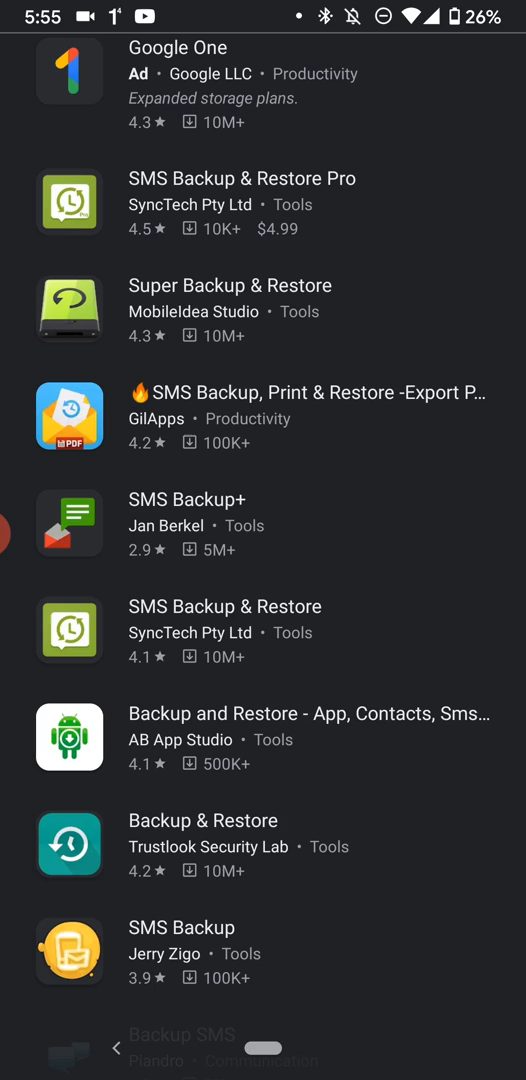 5:55 26%
Google One
Ad • Google LLC • Productivity
Expanded storage plans.
4.3★ 10M+
SMS Backup & Restore Pro
SyncTech Pty Ltd • Tools
4.5★ 10K+ $4.99
Super Backup & Restore
MobileIdea Studio • Tools
4.3★ 10M+
🔥SMS Backup, Print & Restore -Export P...
GilApps • Productivity
4.2★ 100K+
PDF
SMS Backup+
Jan Berkel • Tools
2.9★ 5M+
SMS Backup & Restore
SyncTech Pty Ltd • Tools
4.1★ 10M+
Backup and Restore - App, Contacts, Sms...
AB App Studio • Tools
4.1★ 500K+
Backup & Restore
Trustlook Security Lab • Tools
4.2★ 10M+
SMS Backup
Jerry Zigo • Tools
3.9★ 100K+
Backup SMS
Piandro • Communication